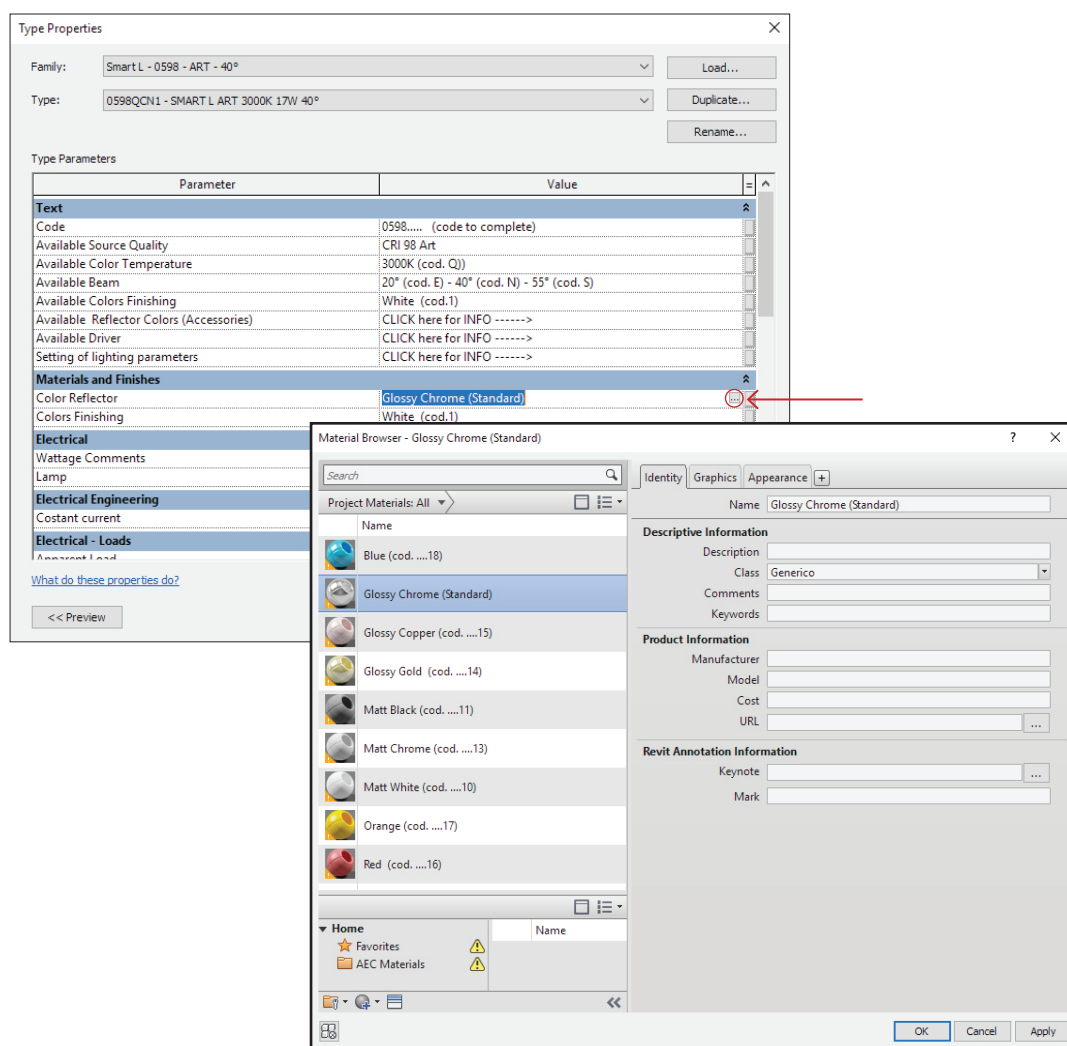 Type Properties
Family: Smart L - 0598 - ART - 40° Load...
Type: 0598QCN1 - SMART L ART 3000K 17W 40° Duplicate...
Rename...
Type Parameters
Parameter Value =
Text
Code 0598..... (code to complete)
Available Source Quality CRI 98 Art
Available Color Temperature 3000K (cod. Q))
Available Beam 20° (cod. E) - 40° (cod. N) - 55° (cod. S)
Available Colors Finishing White (cod.1)
Available Reflector Colors (Accessories) CLICK here for INFO ------>
Available Driver CLICK here for INFO ------>
Setting of lighting parameters CLICK here for INFO ------>
Materials and Finishes
Color Reflector Glossy Chrome (Standard) ...
Colors Finishing White (cod.1)
Electrical
Wattage Comments
Lamp
Electrical Engineering
Costant current
Electrical - Loads
Apparent Load
What do these properties do?
<< Preview
Material Browser - Glossy Chrome (Standard) ?
Search
Project Materials: All
Name
Blue (cod. ....18)
Glossy Chrome (Standard)
Glossy Copper (cod. ....15)
Glossy Gold (cod. ....14)
Matt Black (cod. ....11)
Matt Chrome (cod. ....13)
Matt White (cod. ....10)
Orange (cod. ....17)
Red (cod. ....16)
Home Name
Favorites
AEC Materials
Identity Graphics Appearance +
Name Glossy Chrome (Standard)
Descriptive Information
Description
Class Generico
Comments
Keywords
Product Information
Manufacturer
Model
Cost
URL ...
Revit Annotation Information
Keynote ...
Mark
OK Cancel Apply